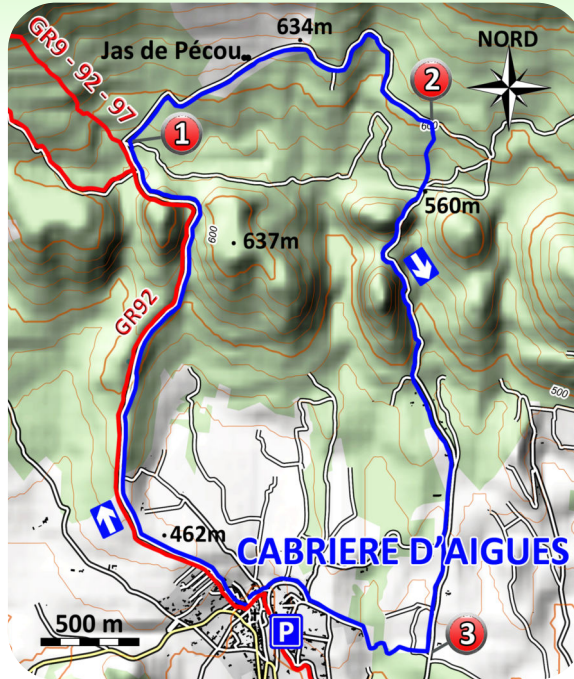 634m
NORD
Jas de Pécou
GR9 - 92 - 97
2
1
600
560m
600
637m
GR92
500
462m
CABRIERE D'AIGUES
500 m
P
3